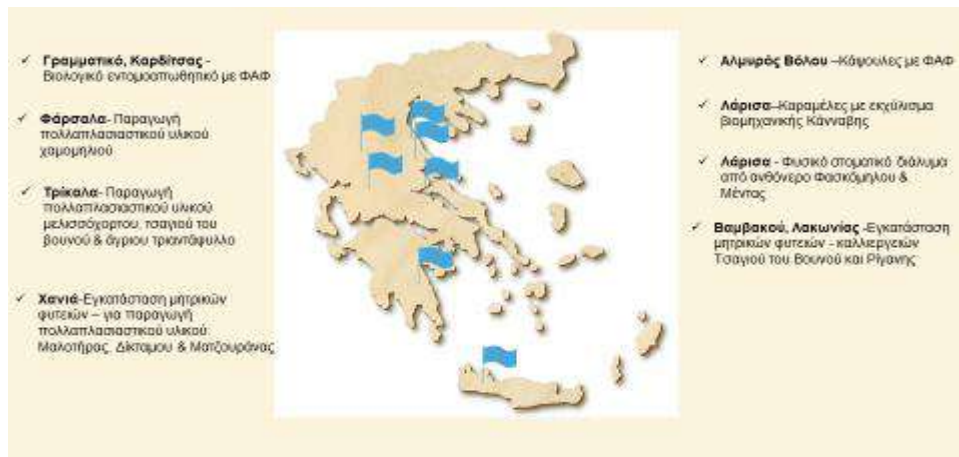 ✓ Γραμματικό, Καρδίτσας -
Βιολογικό εντομοαπωθητικό με ΦΑΦ
✓ Φάρσαλα- Παραγωγή
πολλαπλασιαστικού υλικού
χαμομηλιού
✓ Τρίκαλα- Παραγωγή
πολλαπλασιαστικού υλικού
μελισσόχορτου, τσαγιού του
βουνού & άγριου τριαντάφυλλο
✓ Χανιά-Εγκατάσταση μητρικών
φυτειών – για παραγωγή
πολλαπλασιαστικού υλικού
Μαλοτήρας, Δίκταμου & Ματζουράνας
✓ Αλμυρός Βόλου –Κάψουλες με ΦΑΦ
✓ Λάρισα–Καραμέλες με εκχύλισμα
βιομηχανικής Κάνναβης
✓ Λάρισα - Φυσικό στοματικό διάλυμα
από ανθόνερο Φασκόμηλου &
Μέντας
✓ Βαμβακού, Λακωνίας -Εγκατάσταση
μητρικών φυτειών - καλλιεργειών
Τσαγιού του Βουνού και Ρίγανης